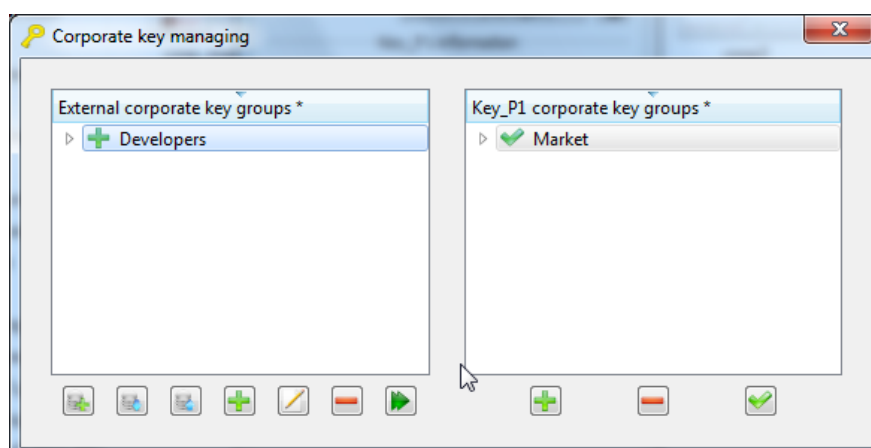 Corporate key managing
External corporate key groups *
Key_P1 corporate key groups *
Developers
Market